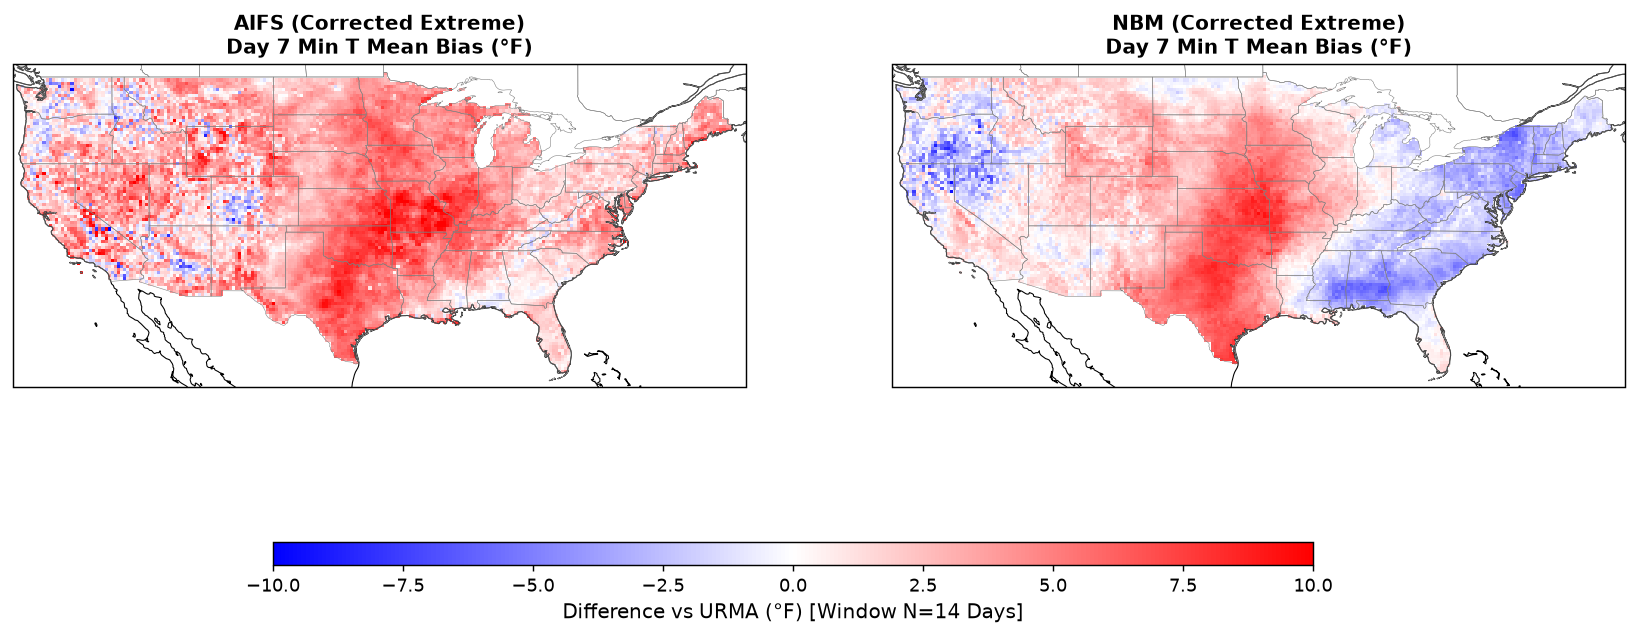 AIFS (Corrected Extreme)
Day 7 Min T Mean Bias (°F)
NBM (Corrected Extreme)
Day 7 Min T Mean Bias (°F)
−10.0 −7.5 −5.0 −2.5 0.0 2.5 5.0 7.5 10.0
Difference vs URMA (°F) [Window N=14 Days]